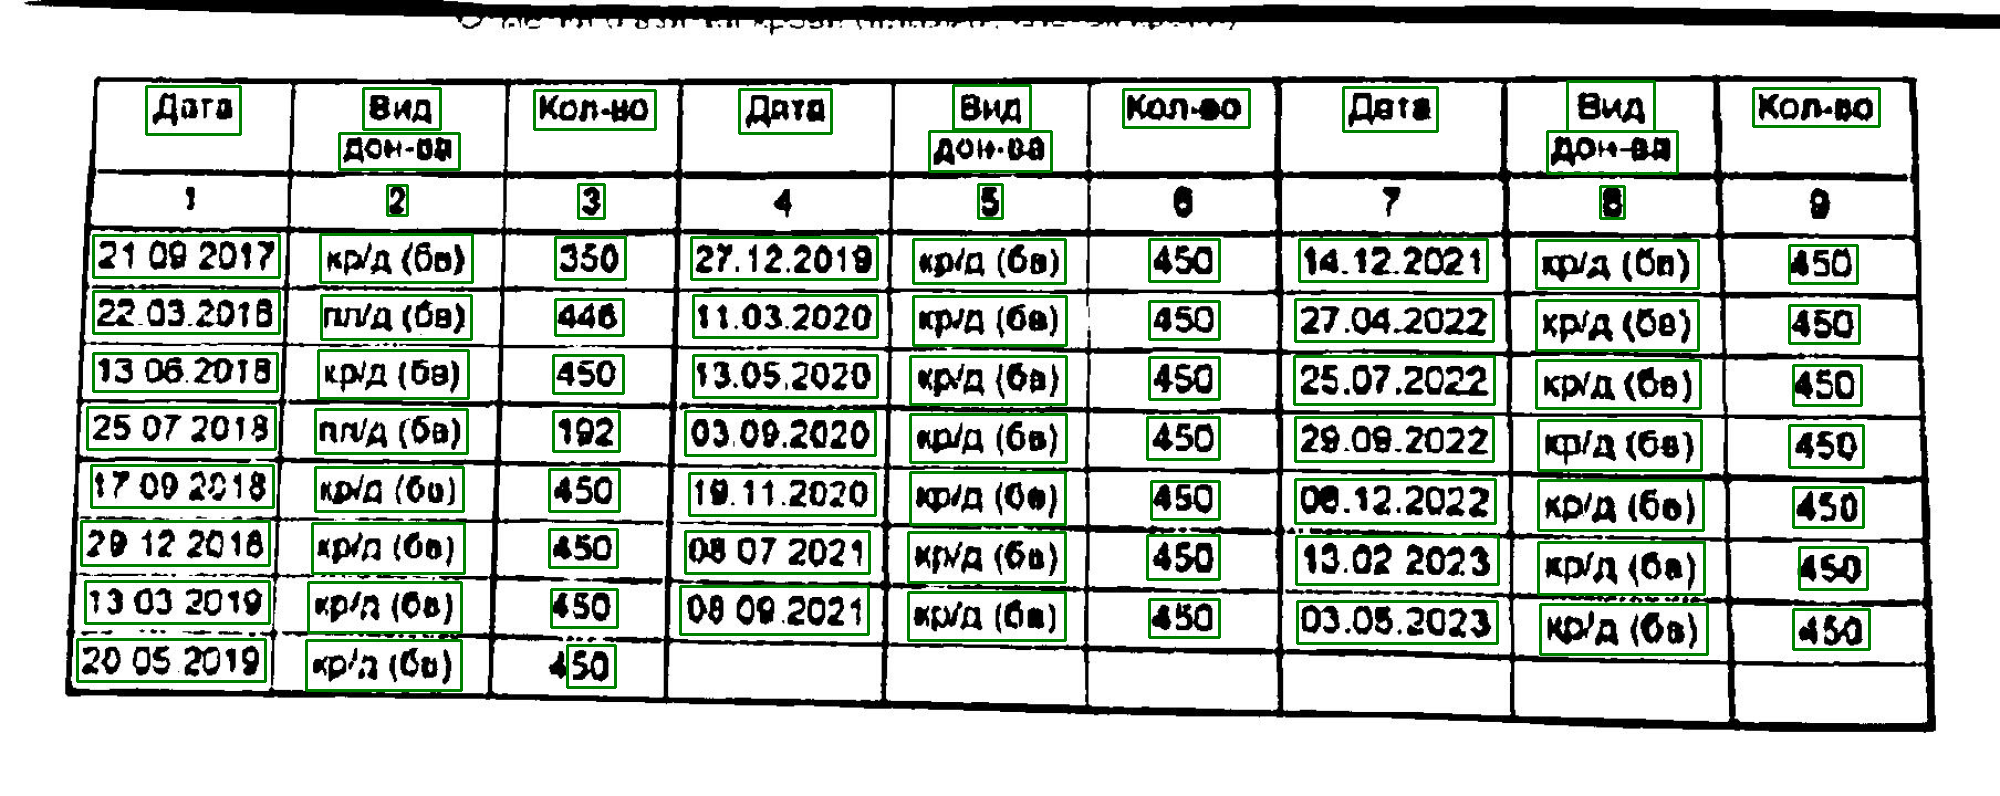 Дата Вид дон-ва Кол-во Дата Вид дон-ва Кол-во Дата Вид дон-ва Кол-во
1 2 3 4 5 6 7 8 9
21 09 2017 кр/д (бв) 350 27.12.2019 кр/д (бв) 450 14.12.2021 кр/д (бв) 450
22.03.2018 пл/д (бв) 446 11.03.2020 кр/д (бв) 450 27.04.2022 кр/д (бв) 450
13 06.2018 кр/д (бв) 450 13.05.2020 кр/д (бв) 450 25.07.2022 кр/д (бв) 450
25 07 2018 пл/д (бв) 192 03.09.2020 кр/д (бв) 450 29.09.2022 кр/д (бв) 450
17 09 2018 кр/д (бв) 450 19.11.2020 кр/д (бв) 450 08.12.2022 кр/д (бв) 450
29 12 2018 кр/д (бв) 450 08 07 2021 кр/д (бв) 450 13.02 2023 кр/д (бв) 450
13 03 2019 кр/д (бв) 450 08 09.2021 кр/д (бв) 450 03.05.2023 кр/д (бв) 450
20 05 2019 кр/д (бв) 450